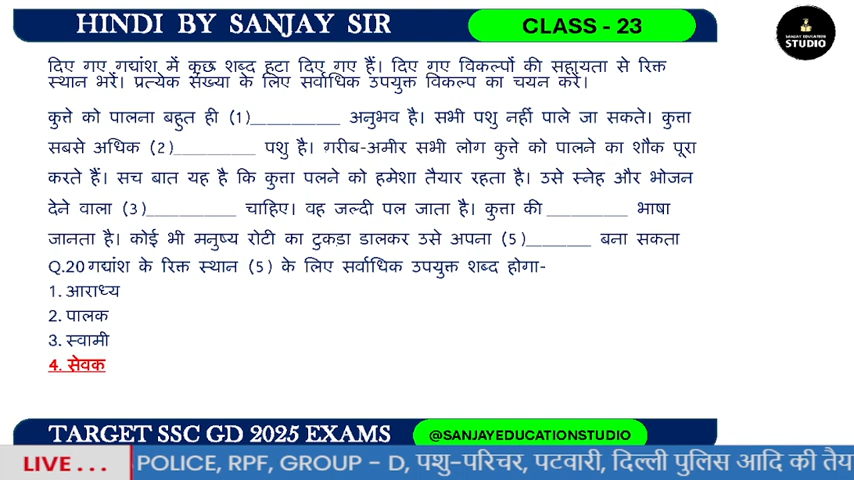 HINDI BY SANJAY SIR
CLASS - 23
SANJAY EDUCATION
STUDIO
दिए गए गद्यांश में कुछ शब्द हटा दिए गए हैं। दिए गए विकल्पों की सहायता से रिक्त
स्थान भरें। प्रत्येक संख्या के लिए सर्वाधिक उपयुक्त विकल्प का चयन करें।
कुत्ते को पालना बहुत ही (1)__________ अनुभव है। सभी पशु नहीं पाले जा सकते। कुत्ता
सबसे अधिक (2)_________ पशु है। गरीब-अमीर सभी लोग कुत्ते को पालने का शौक पूरा
करते हैं। सच बात यह है कि कुत्ता पलने को हमेशा तैयार रहता है। उसे स्नेह और भोजन
देने वाला (3)__________ चाहिए। वह जल्दी पल जाता है। कुत्ता की _________ भाषा
जानता है। कोई भी मनुष्य रोटी का टुकड़ा डालकर उसे अपना (5)_______ बना सकता
Q.20गद्यांश के रिक्त स्थान (5) के लिए सर्वाधिक उपयुक्त शब्द होगा-
1. आराध्य
2. पालक
3. स्वामी
4. सेवक
TARGET SSC GD 2025 EXAMS
@SANJAYEDUCATIONSTUDIO
LIVE . . .
POLICE, RPF, GROUP - D, पशु-परिचर, पटवारी, दिल्ली पुलिस आदि की तैय